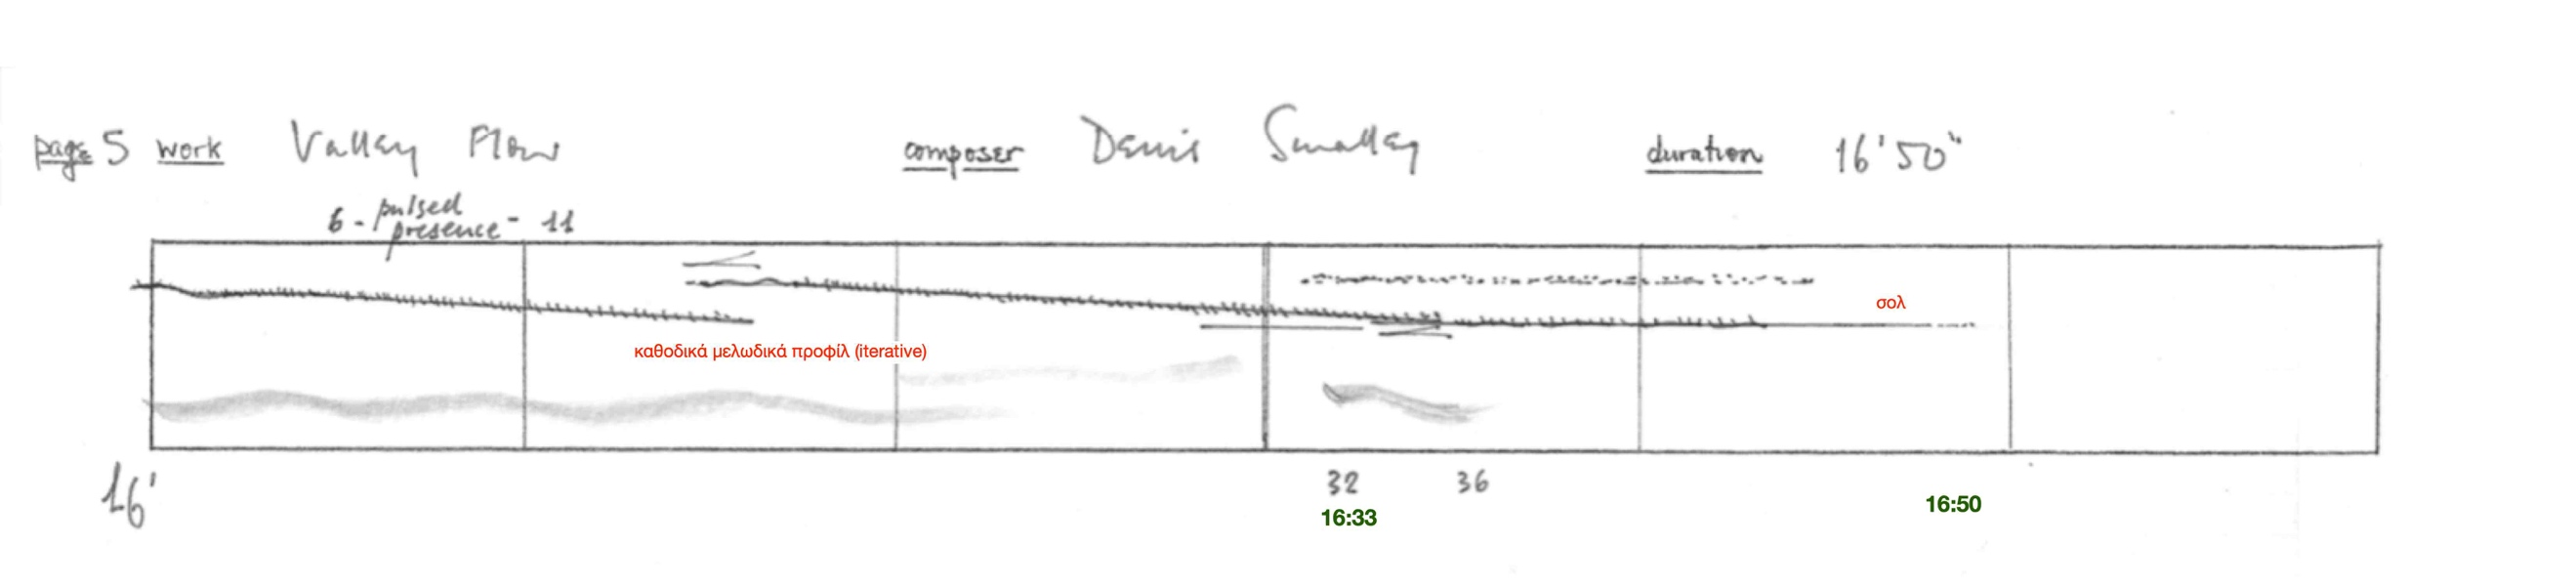 page 5 work Valley Flow composer Denis Smalley duration 16'50"
6 - pulsed presence - 11
σολ
καθοδικά μελωδικά προφίλ (iterative)
16'
32 36
16:33
16:50